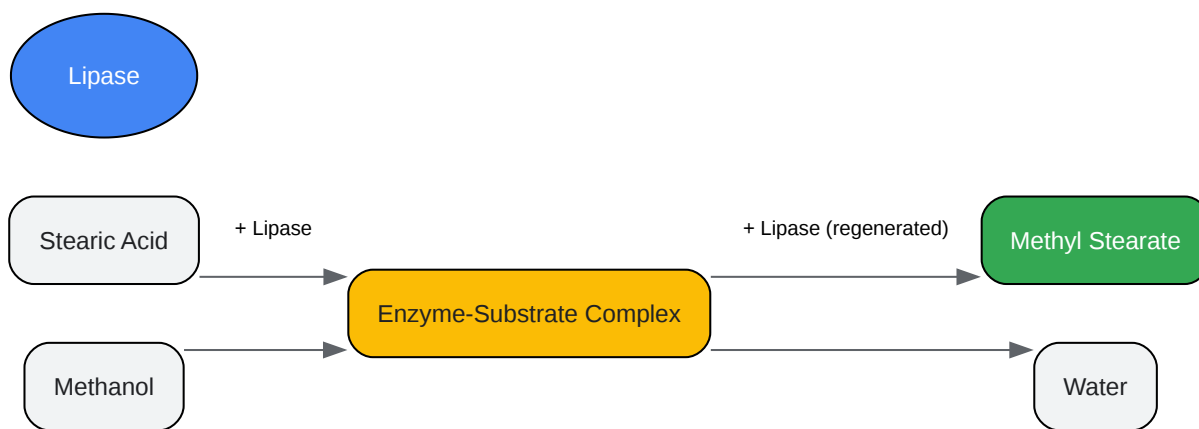 Lipase
Stearic Acid
+ Lipase
+ Lipase (regenerated)
Methyl Stearate
Enzyme-Substrate Complex
Methanol
Water